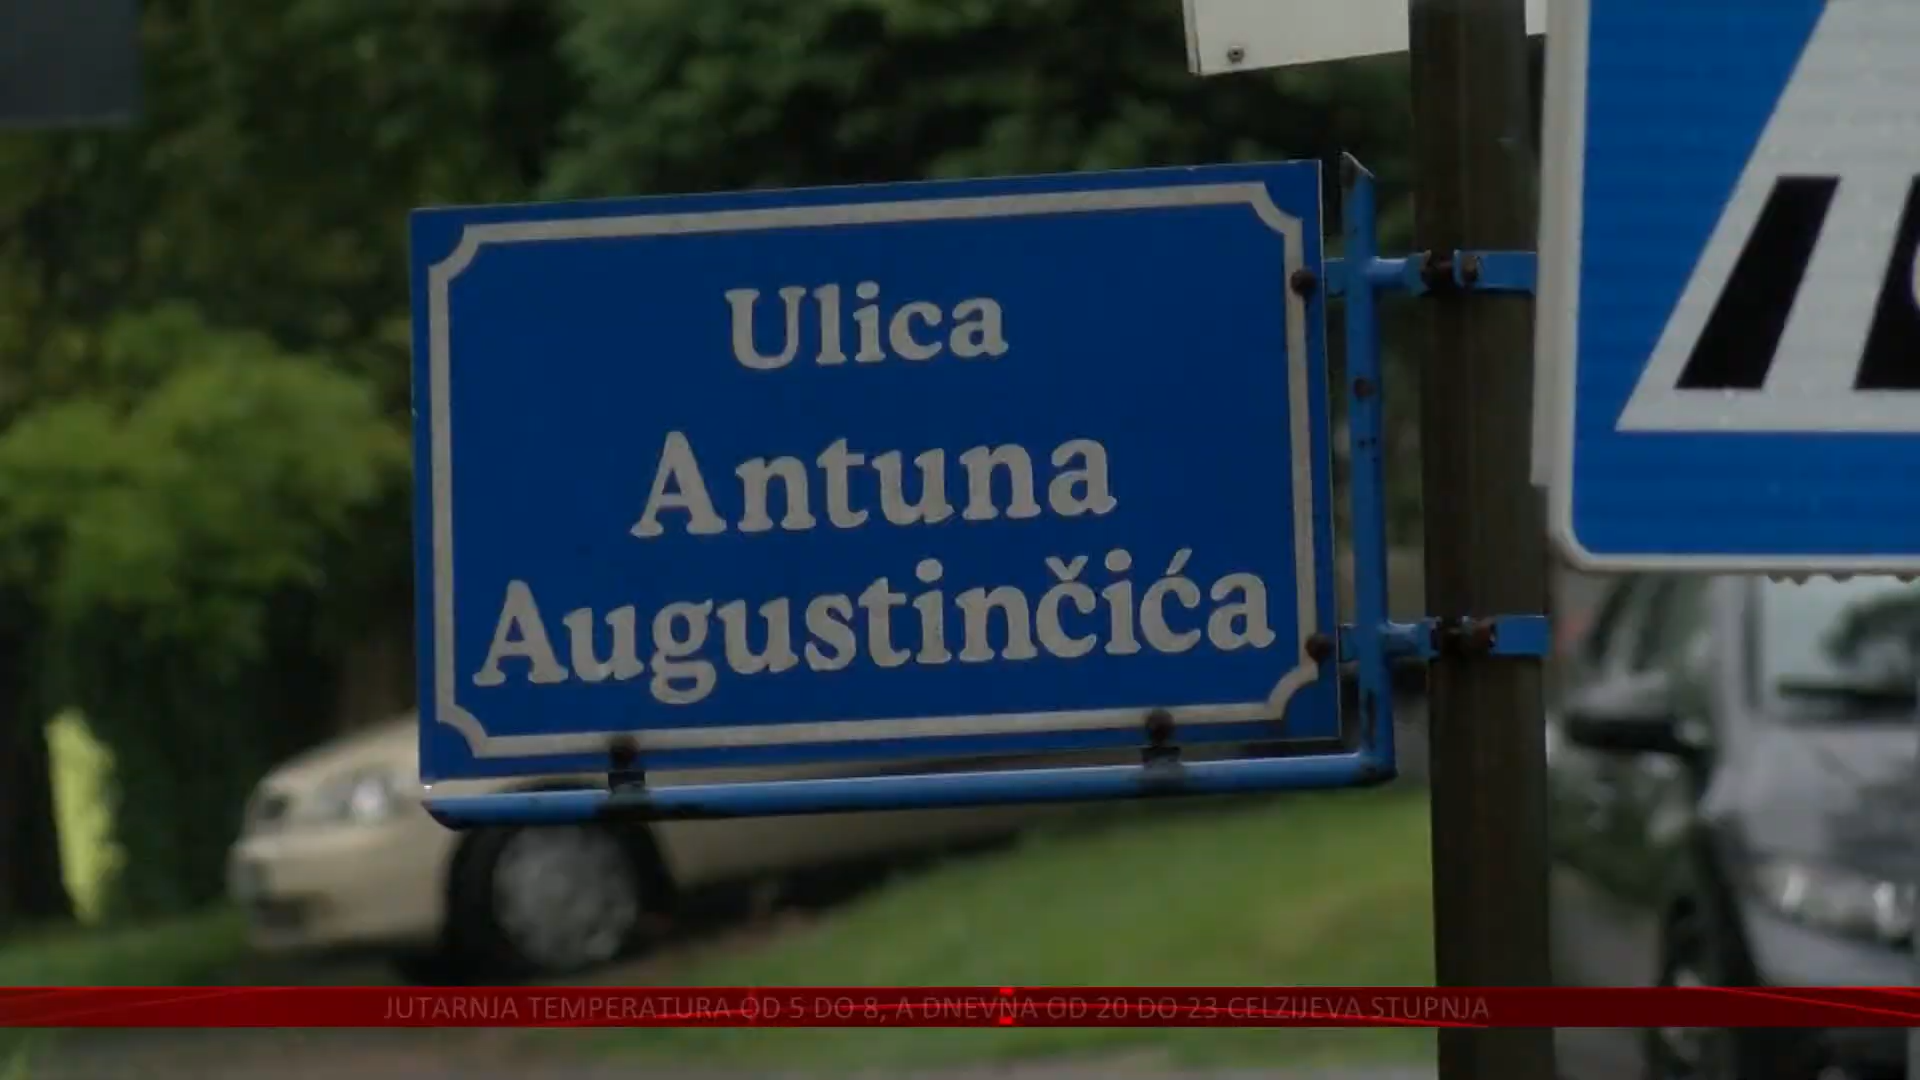 Ulica
Antuna
Augustinčića
JUTARNJA TEMPERATURA OD 5 DO 8, A DNEVNA OD 20 DO 23 CELZIJEVA STUPNJA